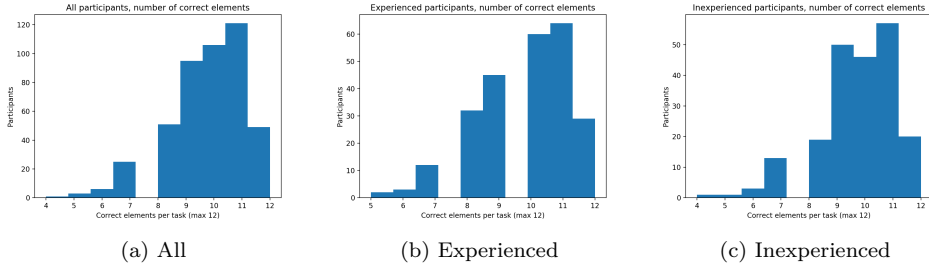 All participants, number of correct elements
120
100
80
60
40
20
0
Participants
4 5 6 7 8 9 10 11 12
Correct elements per task (max 12)
(a) All
Experienced participants, number of correct elements
60
50
40
30
20
10
0
Participants
5 6 7 8 9 10 11 12
Correct elements per task (max 12)
(b) Experienced
Inexperienced participants, number of correct elements
50
40
30
20
10
0
Participants
4 5 6 7 8 9 10 11 12
Correct elements per task (max 12)
(c) Inexperienced